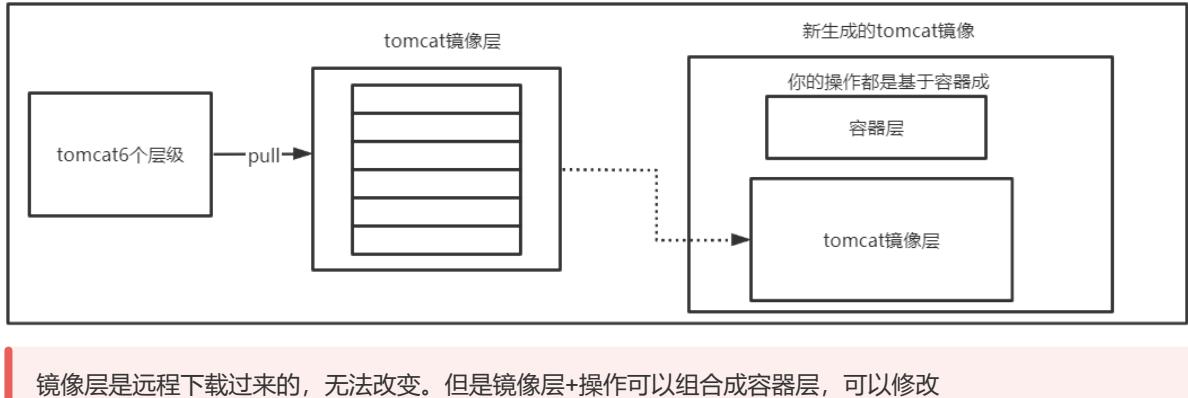 tomcat6个层级
pull
tomcat镜像层
新生成的tomcat镜像
你的操作都是基于容器成
容器层
tomcat镜像层
镜像层是远程下载过来的，无法改变。但是镜像层+操作可以组合成容器层，可以修改